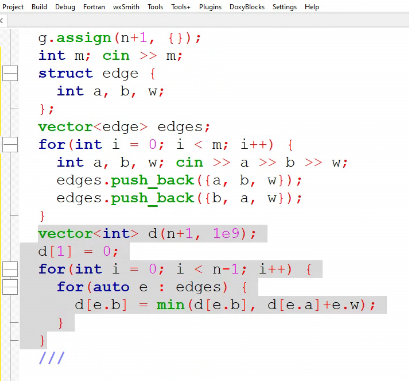 Project Build Debug Fortran wxSmith Tools Tools+ Plugins DoxyBlocks Settings Help
g.assign(n+1, {});
int m; cin >> m;
struct edge {
int a, b, w;
};
vector<edge> edges;
for(int i = 0; i < m; i++) {
int a, b, w; cin >> a >> b >> w;
edges.push_back({a, b, w});
edges.push_back({b, a, w});
}
vector<int> d(n+1, 1e9);
d[1] = 0;
for(int i = 0; i < n-1; i++) {
for(auto e : edges) {
d[e.b] = min(d[e.b], d[e.a]+e.w);
}
}
///